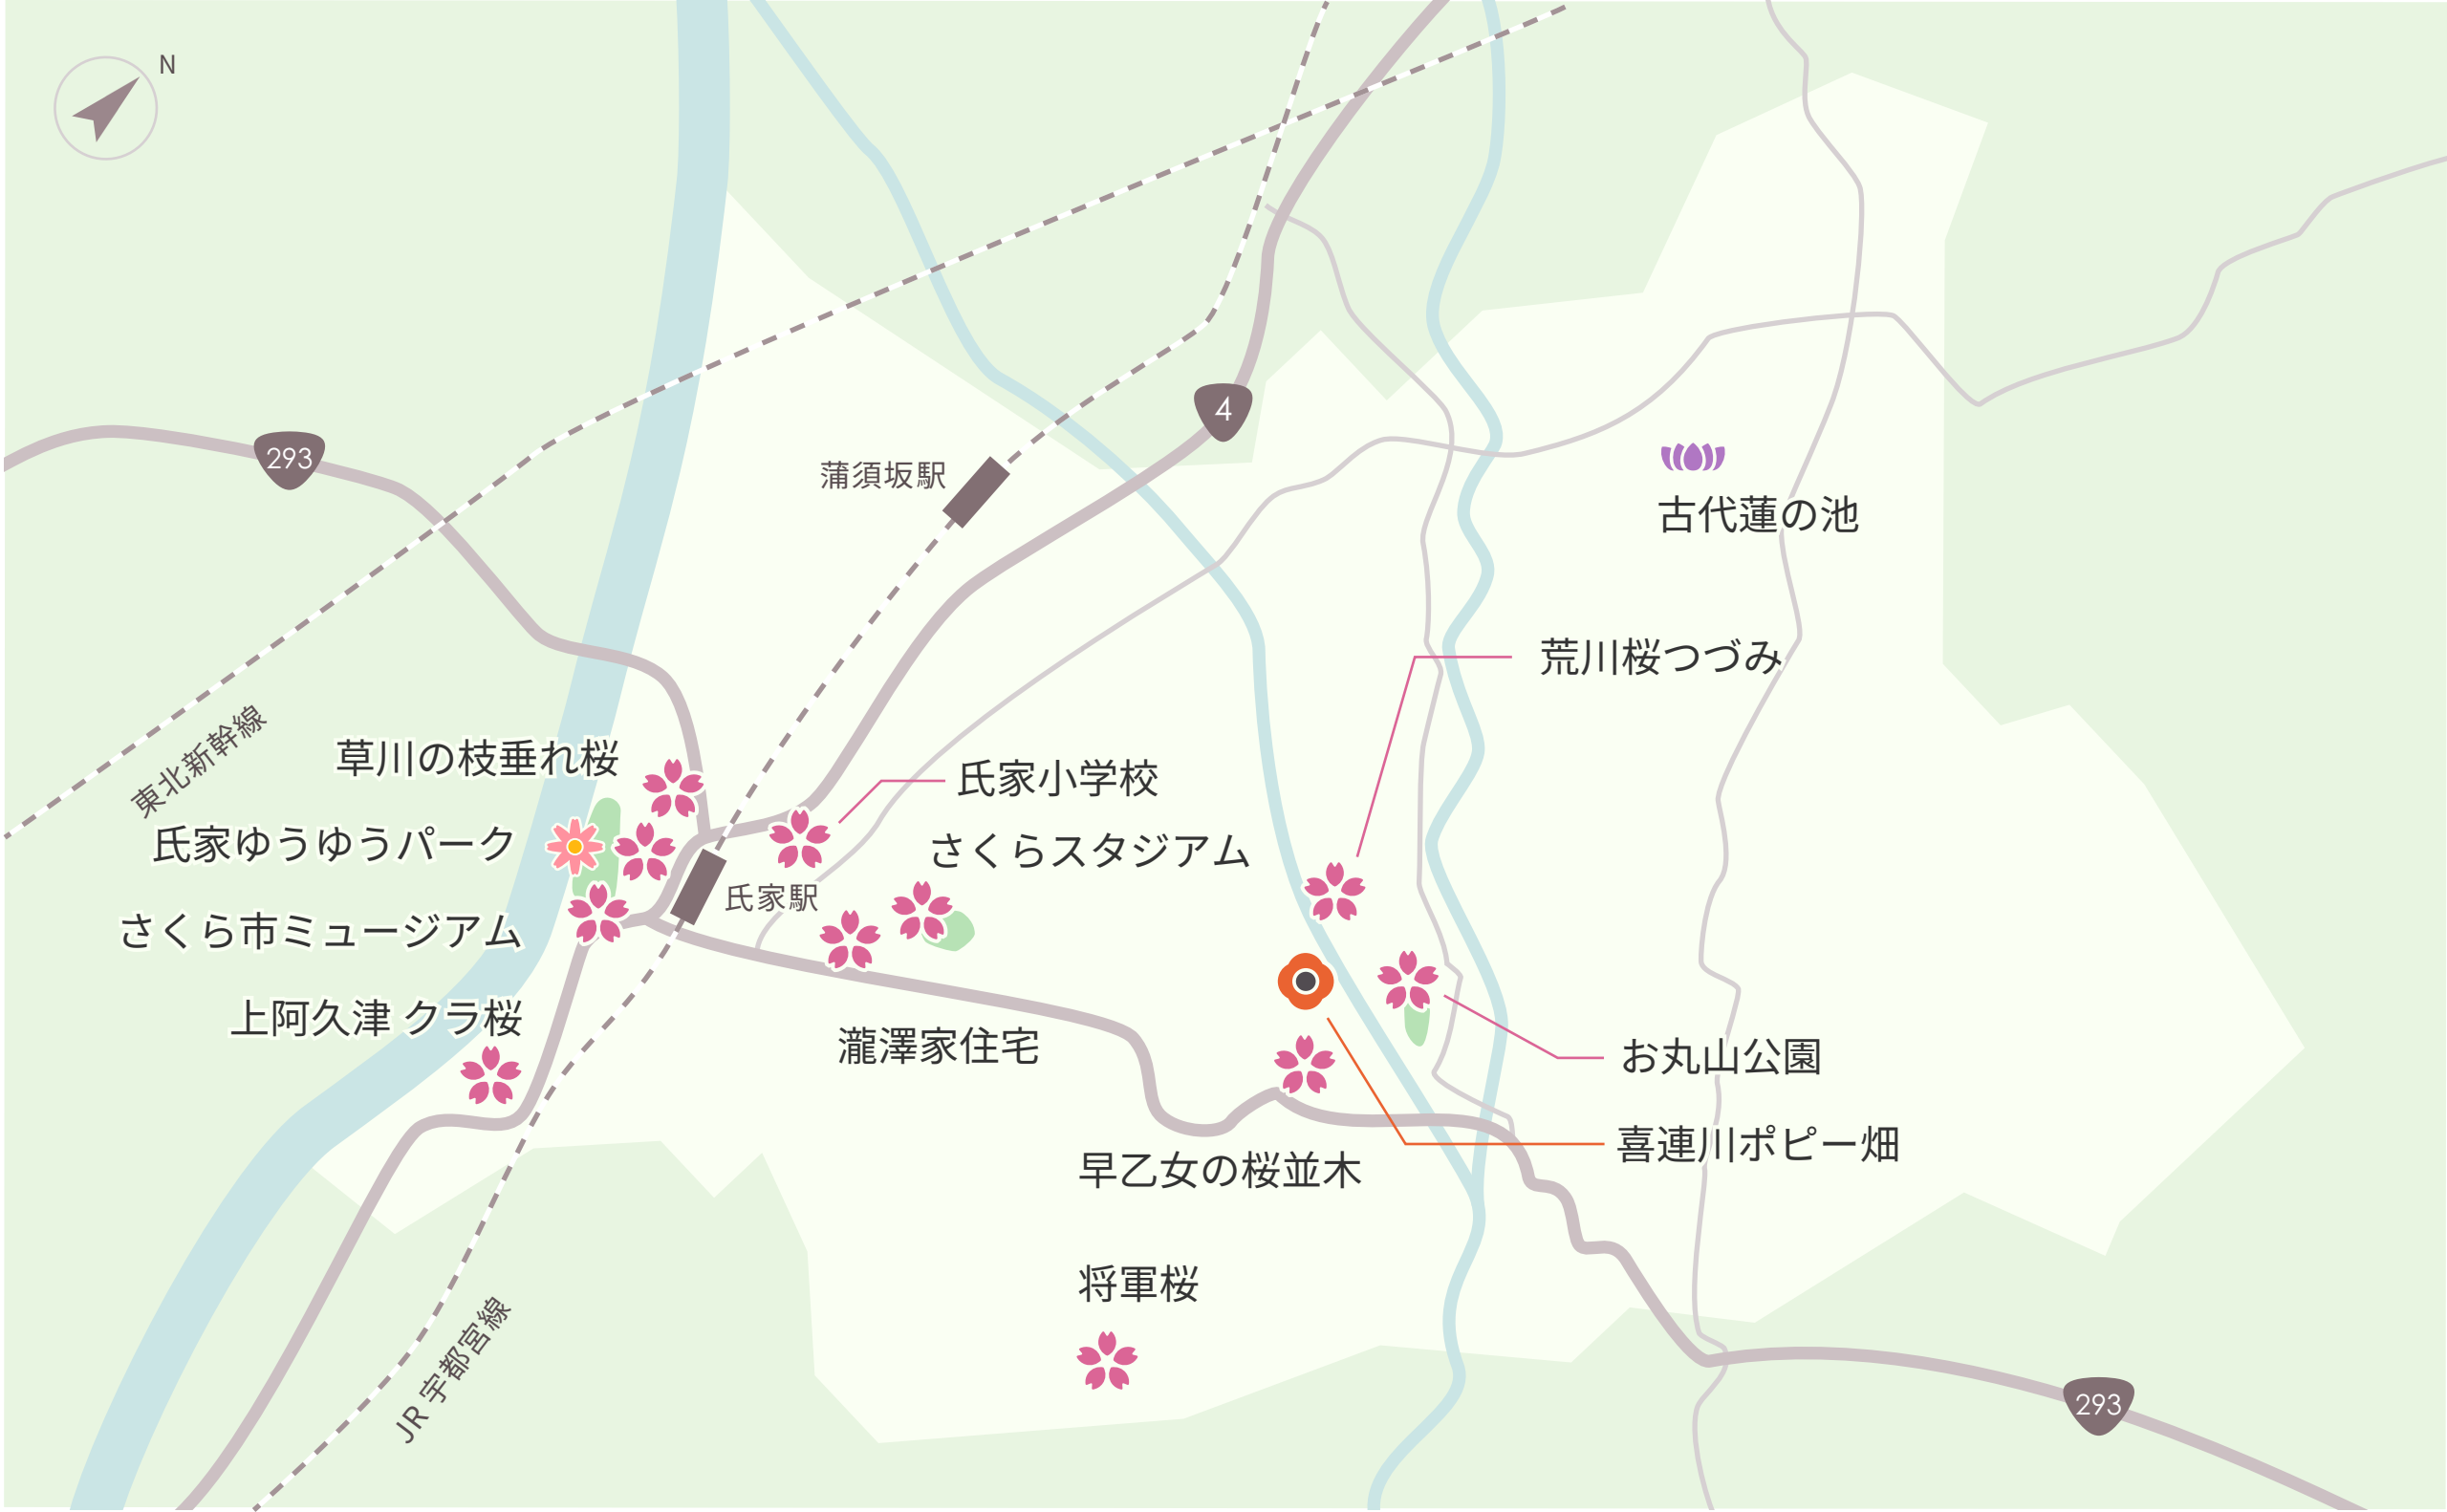 N
4
293
蒲須坂駅
古代蓮の池
荒川桜つづみ
東北新幹線
草川の枝垂れ桜
氏家小学校
氏家ゆうゆうパーク
さくらスタジアム
氏家駅
さくら市ミュージアム
上阿久津 クラ桜
瀧澤家住宅
お丸山公園
喜連川ポピー畑
早乙女の桜並木
将軍桜
JR 宇都宮線
293